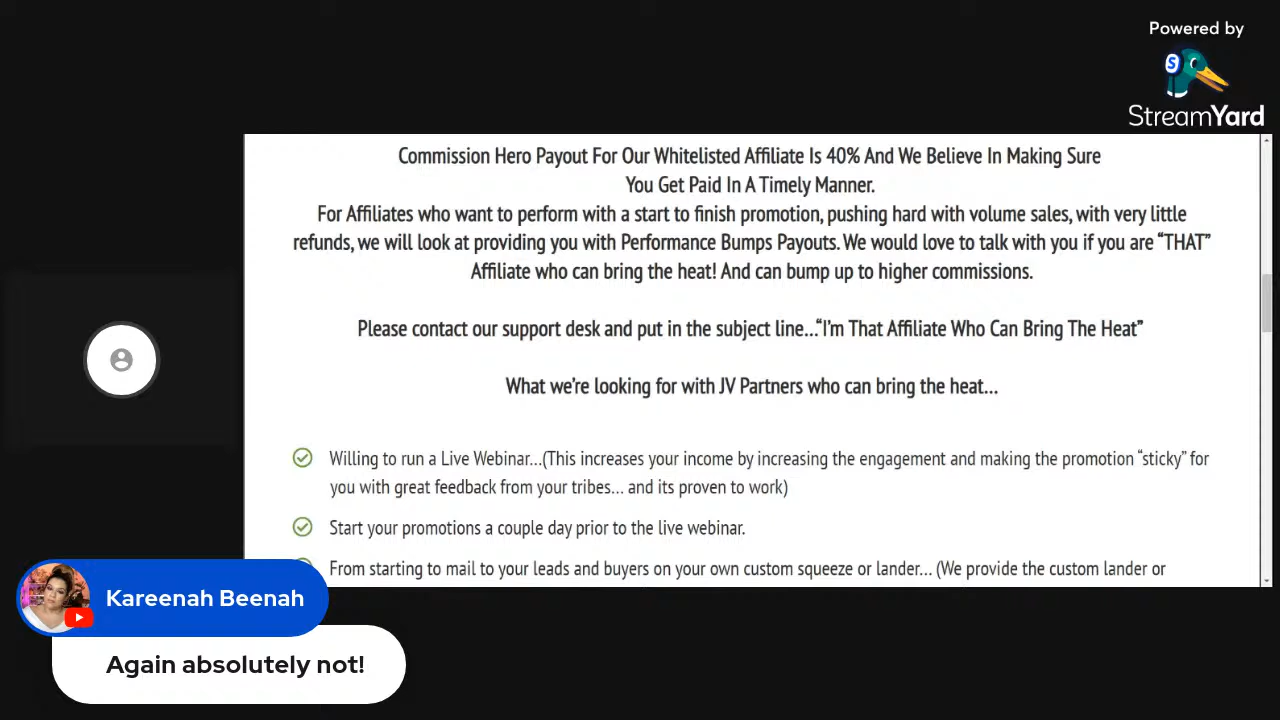 Powered by
StreamYard
Commission Hero Payout For Our Whitelisted Affiliate Is 40% And We Believe In Making Sure
You Get Paid In A Timely Manner.
For Affiliates who want to perform with a start to finish promotion, pushing hard with volume sales, with very little
refunds, we will look at providing you with Performance Bumps Payouts. We would love to talk with you if you are “THAT”
Affiliate who can bring the heat! And can bump up to higher commissions.
Please contact our support desk and put in the subject line...“I'm That Affiliate Who Can Bring The Heat”
What we're looking for with JV Partners who can bring the heat...
Willing to run a Live Webinar...(This increases your income by increasing the engagement and making the promotion “sticky” for
you with great feedback from your tribes... and its proven to work)
Start your promotions a couple day prior to the live webinar.
From starting to mail to your leads and buyers on your own custom squeeze or lander... (We provide the custom lander or
Kareenah Beenah
Again absolutely not!